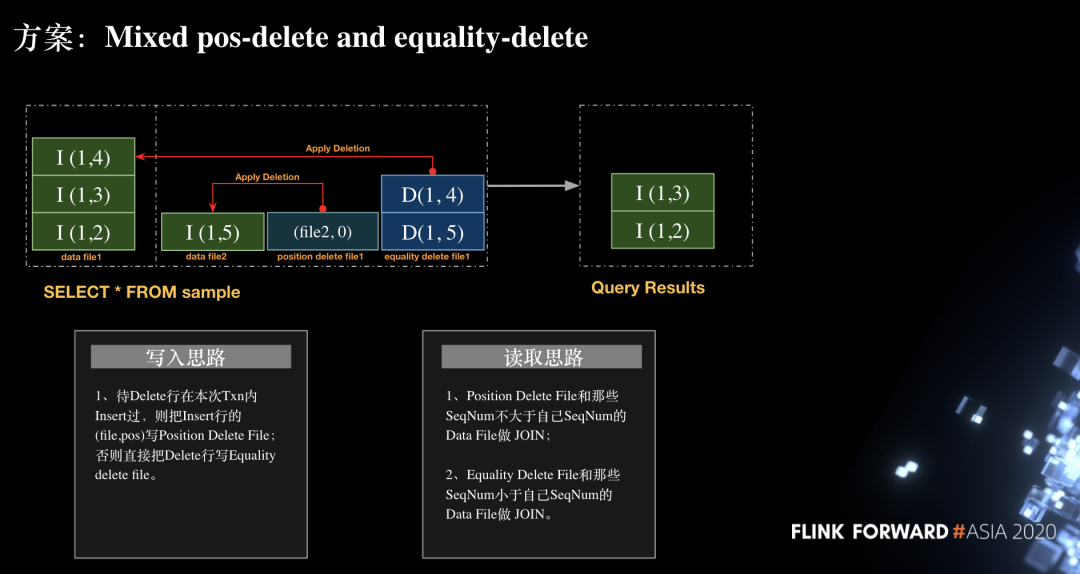 方案：Mixed pos-delete and equality-delete
Apply Deletion
I (1,4)
Apply Deletion
I (1,3)
D(1, 4)
I (1,3)
I (1,2)
I (1,5)
(file2, 0)
D(1, 5)
I (1,2)
data file1
data file2
position delete file1
equality delete file1
SELECT * FROM sample
Query Results
写入思路
1、待Delete行在本次Txn内
Insert过，则把Insert行的
(file,pos)写Position Delete File；
否则直接把Delete行写Equality
delete file。
读取思路
1、Position Delete File和那些
SeqNum不大于自己SeqNum的
Data File做 JOIN；
2、Equality Delete File和那些
SeqNum小于自己SeqNum的
Data File做 JOIN。
FLINK FORWARD #ASIA 2020